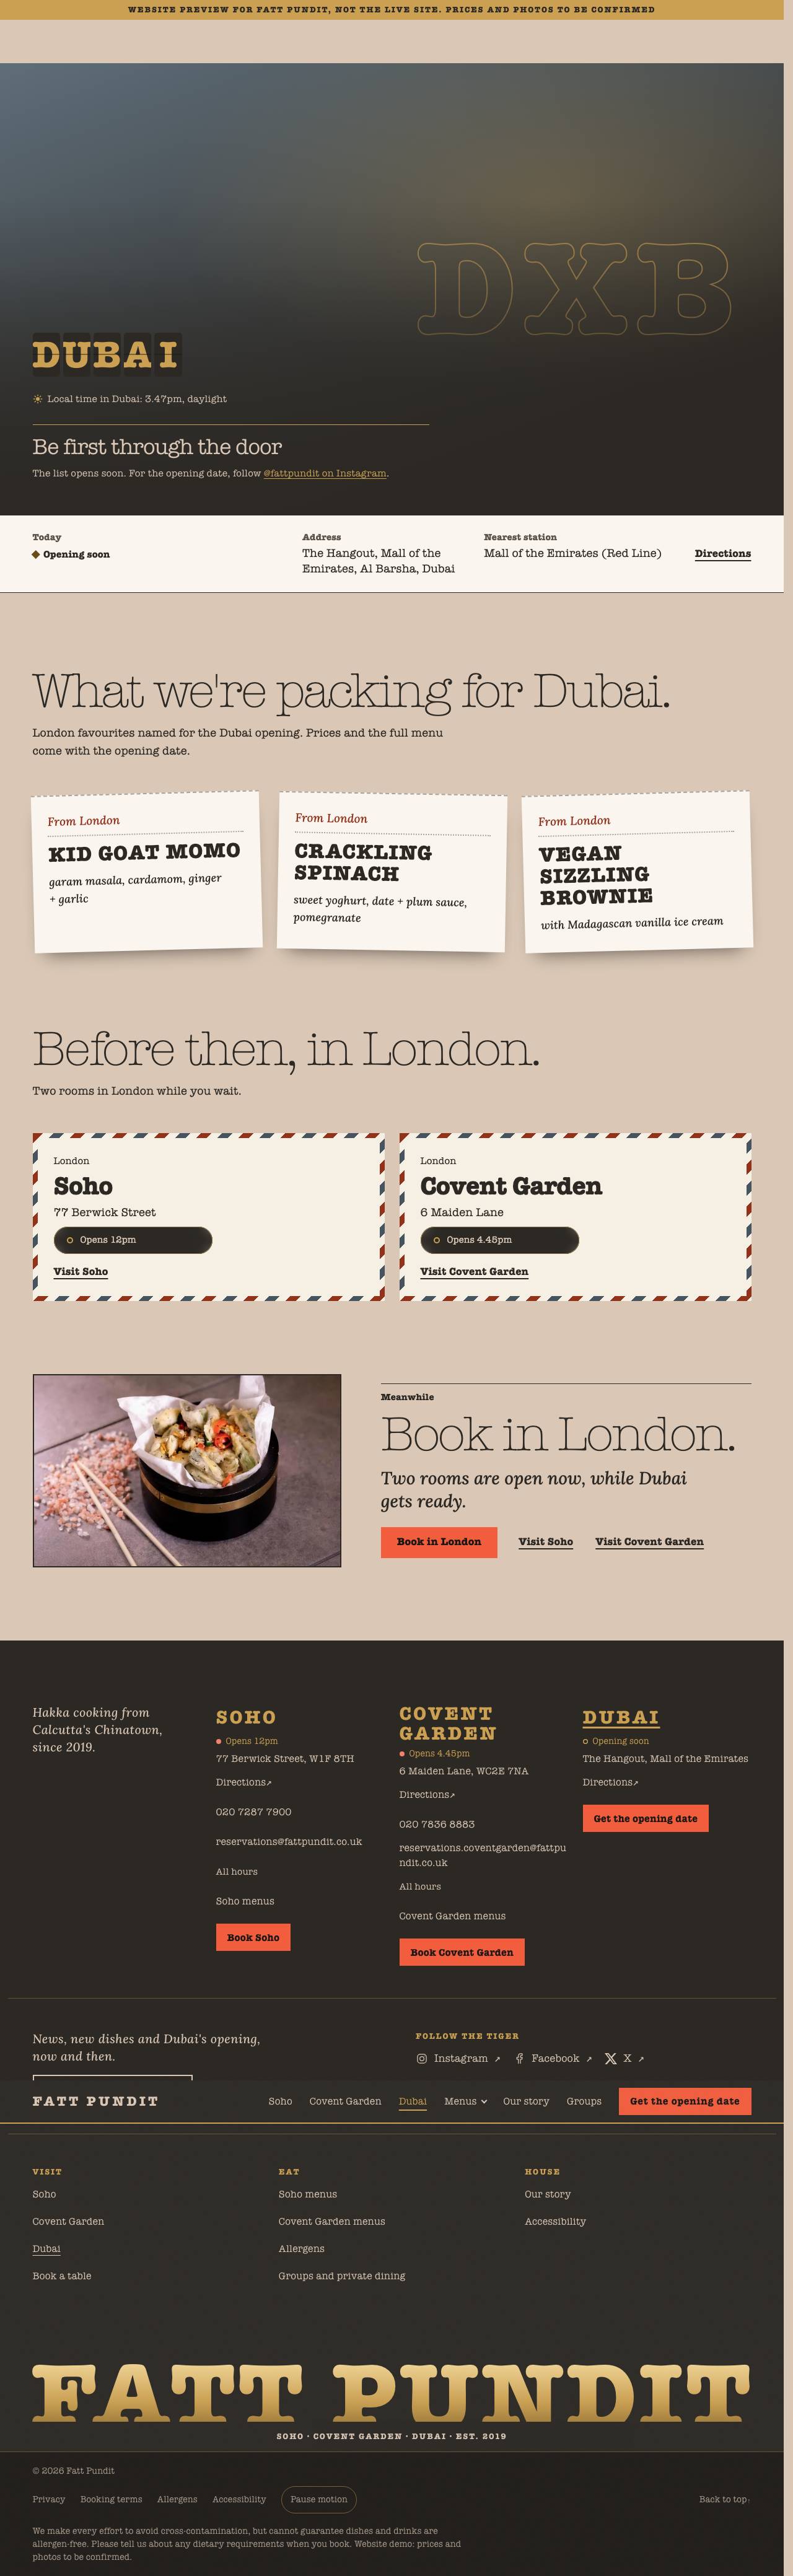 WEBSITE PREVIEW FOR FATT PUNDIT, NOT THE LIVE SITE. PRICES AND PHOTOS TO BE CONFIRMED
DXB
DUBAI
Local time in Dubai: 3.47pm, daylight
Be first through the door
The list opens soon. For the opening date, follow @fattpundit on Instagram.
Today
Opening soon
Address
The Hangout, Mall of the
Emirates, Al Barsha, Dubai
Nearest station
Mall of the Emirates (Red Line)
Directions
What we're packing for Dubai.
London favourites named for the Dubai opening. Prices and the full menu
come with the opening date.
From London
KID GOAT MOMO
garam masala, cardamom, ginger
+ garlic
From London
CRACKLING
SPINACH
sweet yoghurt, date + plum sauce,
pomegranate
From London
VEGAN
SIZZLING
BROWNIE
with Madagascan vanilla ice cream
Before then, in London.
Two rooms in London while you wait.
London
Soho
77 Berwick Street
Opens 12pm
Visit Soho
London
Covent Garden
6 Maiden Lane
Opens 4.45pm
Visit Covent Garden
Meanwhile
Book in London.
Two rooms are open now, while Dubai
gets ready.
Book in London
Visit Soho
Visit Covent Garden
Hakka cooking from
Calcutta's Chinatown,
since 2019.
SOHO
Opens 12pm
77 Berwick Street, W1F 8TH
Directions↗
020 7287 7900
reservations@fattpundit.co.uk
All hours
Soho menus
Book Soho
COVENT
GARDEN
Opens 4.45pm
6 Maiden Lane, WC2E 7NA
Directions↗
020 7836 8883
reservations.coventgarden@fattpu
ndit.co.uk
All hours
Covent Garden menus
Book Covent Garden
DUBAI
Opening soon
The Hangout, Mall of the Emirates
Directions↗
Get the opening date
News, new dishes and Dubai's opening,
now and then.
FOLLOW THE TIGER
Instagram ↗ Facebook ↗ X ↗
FATT PUNDIT
Soho Covent Garden Dubai Menus Our story Groups Get the opening date
VISIT
Soho
Covent Garden
Dubai
Book a table
EAT
Soho menus
Covent Garden menus
Allergens
Groups and private dining
HOUSE
Our story
Accessibility
FATT PUNDIT
SOHO · COVENT GARDEN · DUBAI · EST. 2019
© 2026 Fatt Pundit
Privacy Booking terms Allergens Accessibility Pause motion
Back to top↑
We make every effort to avoid cross-contamination, but cannot guarantee dishes and drinks are
allergen-free. Please tell us about any dietary requirements when you book. Website demo: prices and
photos to be confirmed.